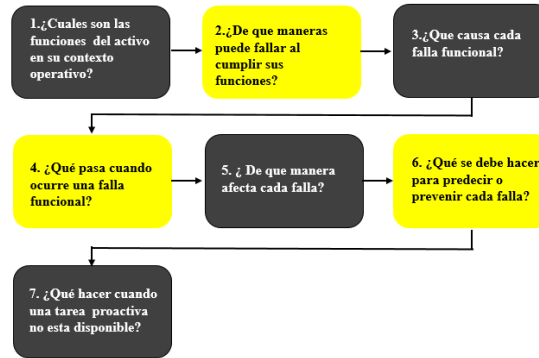 1.¿Cuales son las
funciones del activo
en su contexto
operativo?
2.¿De que maneras
puede fallar al
cumplir sus
funciones?
3.¿Que causa cada
falla funcional?
4. ¿Qué pasa cuando
ocurre una falla
funcional?
5. ¿ De que manera
afecta cada falla?
6. ¿Qué se debe hacer
para predecir o
prevenir cada falla?
7. ¿Qué hacer cuando
una tarea proactiva
no esta disponible?